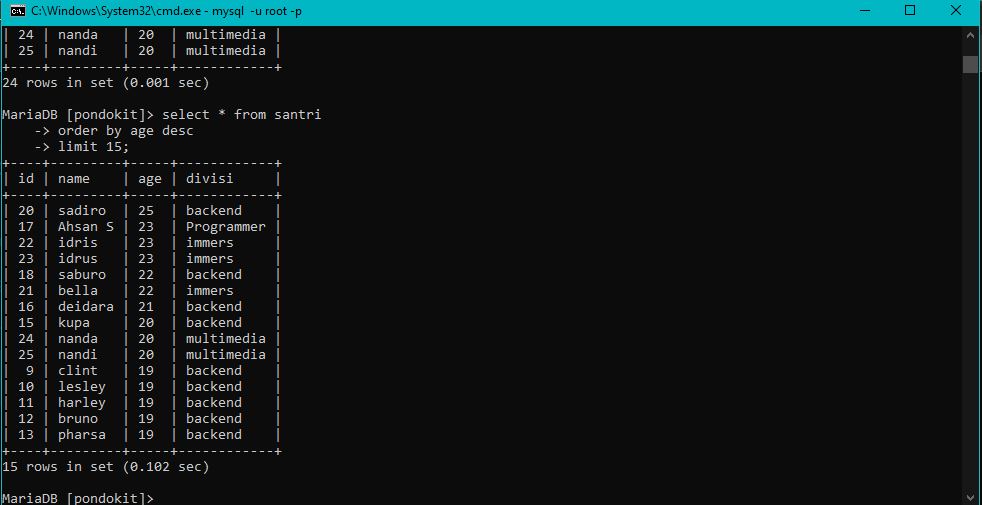 C:\Windows\System32\cmd.exe - mysql  -u root -p
| 24 | nanda   | 20  | multimedia |
| 25 | nandi   | 20  | multimedia |
+----+---------+-----+------------+
24 rows in set (0.001 sec)
MariaDB [pondokit]> select * from santri
    -> order by age desc
    -> limit 15;
+----+---------+-----+------------+
| id | name    | age | divisi     |
+----+---------+-----+------------+
| 20 | sadiro  | 25  | backend    |
| 17 | Ahsan S | 23  | Programmer |
| 22 | idris   | 23  | immers     |
| 23 | idrus   | 23  | immers     |
| 18 | saburo  | 22  | backend    |
| 21 | bella   | 22  | immers     |
| 16 | deidara | 21  | backend    |
| 15 | kupa    | 20  | backend    |
| 24 | nanda   | 20  | multimedia |
| 25 | nandi   | 20  | multimedia |
|  9 | clint   | 19  | backend    |
| 10 | lesley  | 19  | backend    |
| 11 | harley  | 19  | backend    |
| 12 | bruno   | 19  | backend    |
| 13 | pharsa  | 19  | backend    |
+----+---------+-----+------------+
15 rows in set (0.102 sec)
MariaDB [pondokit]>